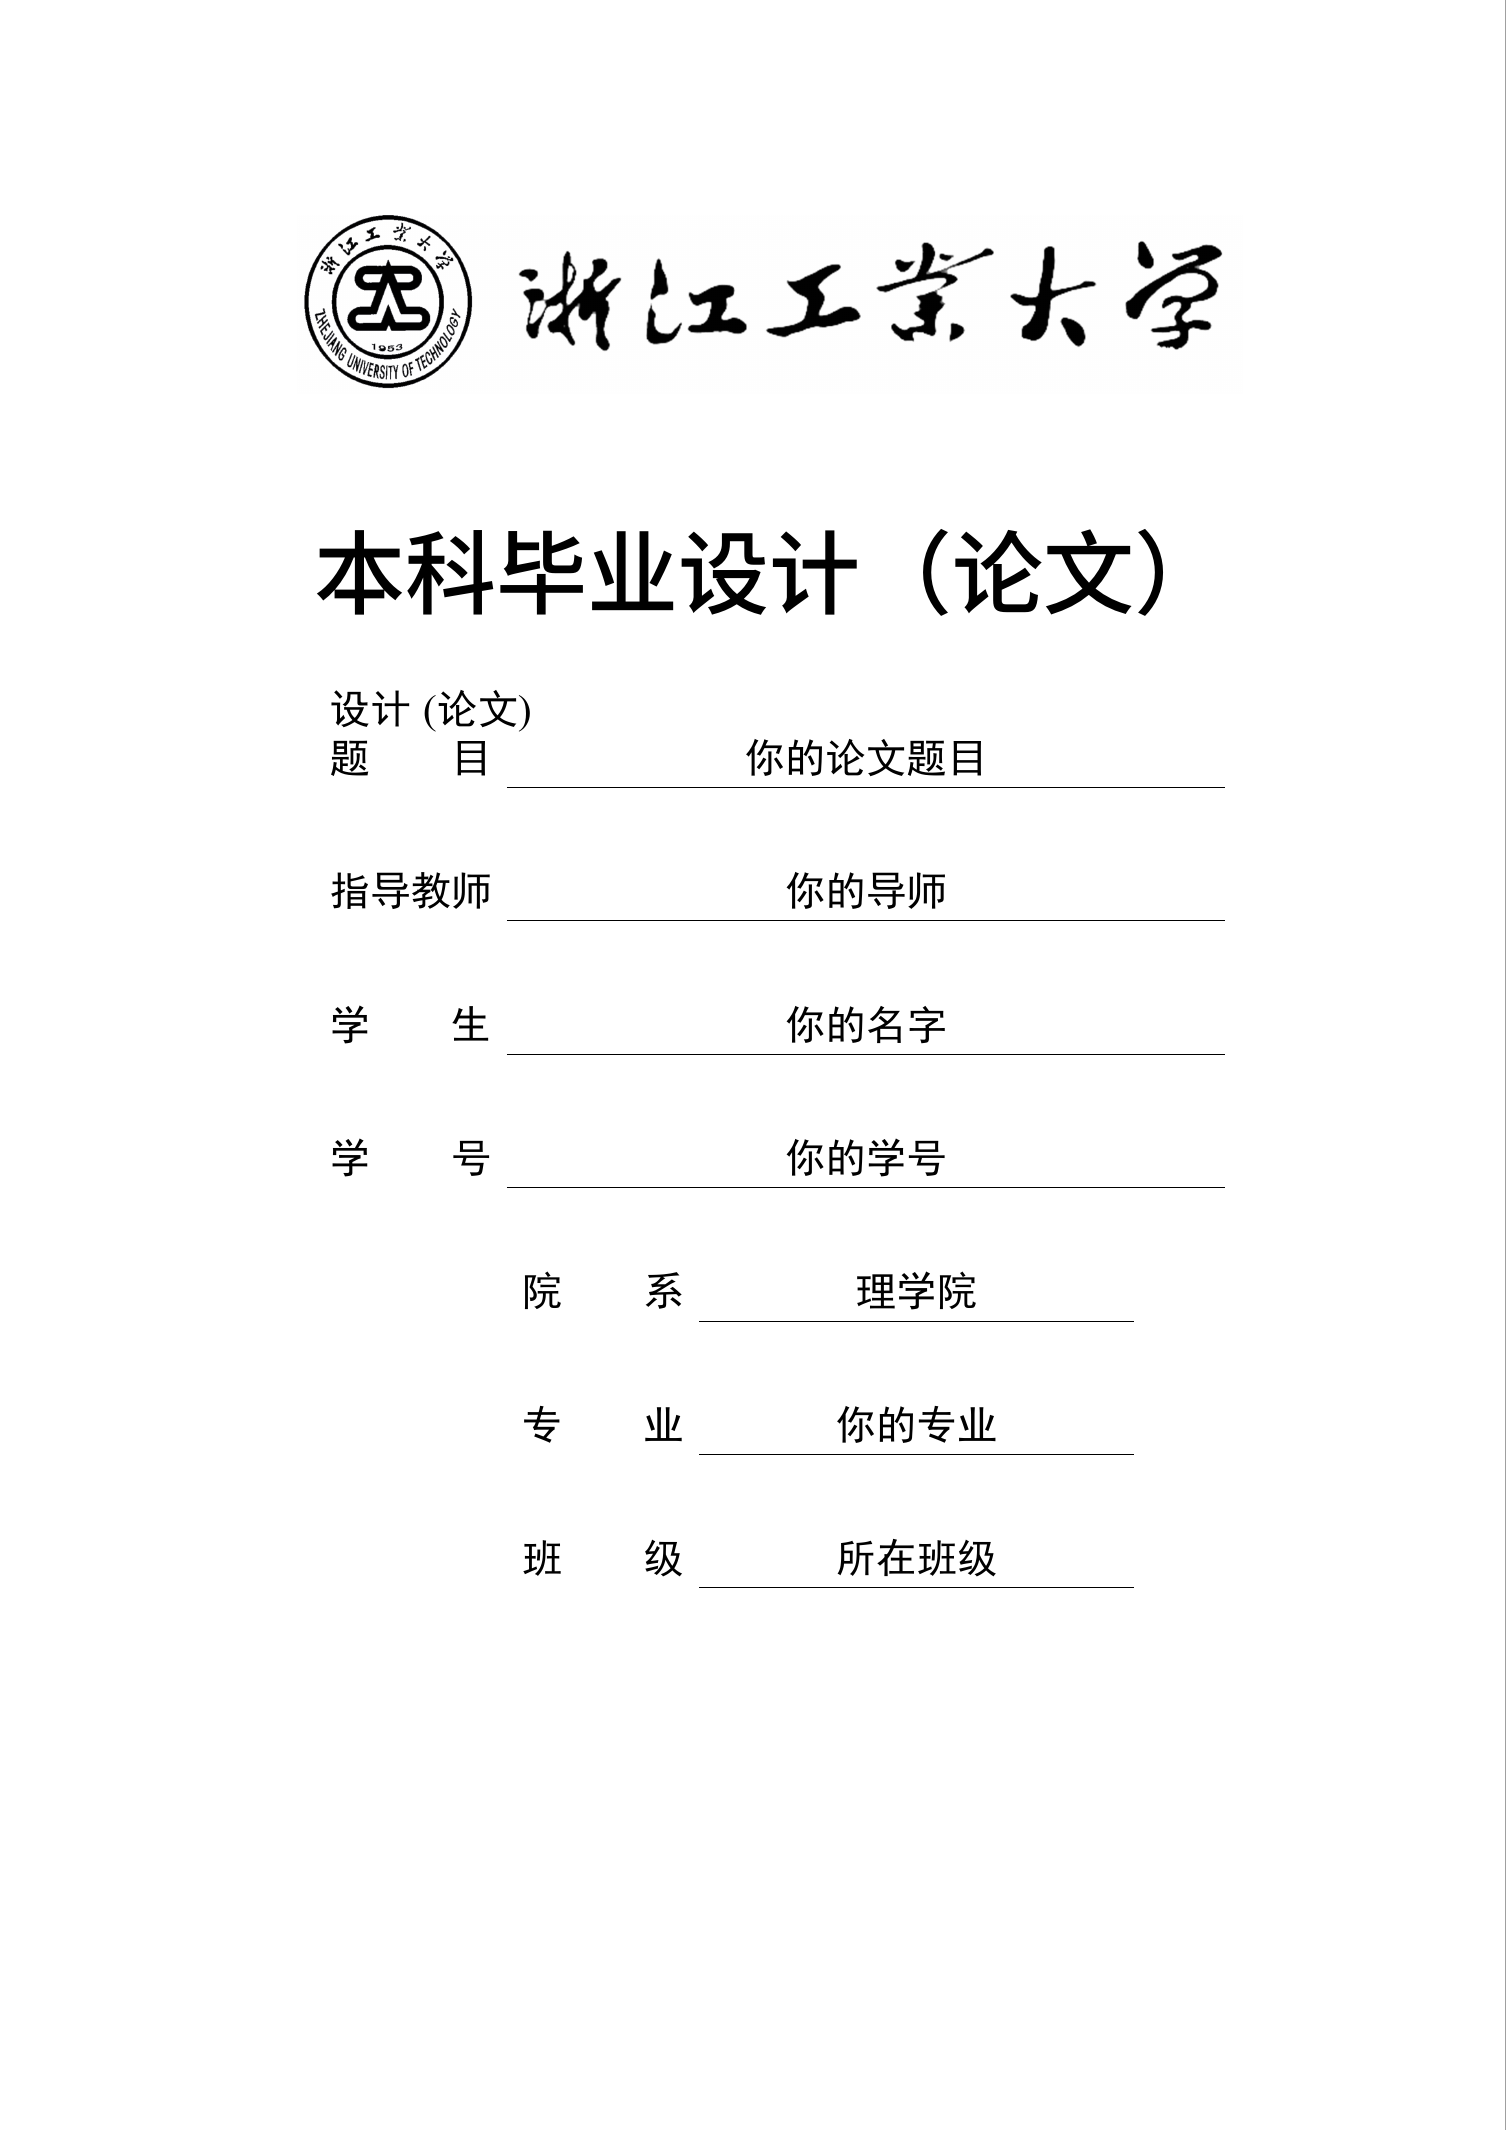 浙江工业大学
ZHEJIANG UNIVERSITY OF TECHNOLOGY
1953
浙江工業大学
本科毕业设计（论文）
设计 (论文)
题 目 你的论文题目
指导教师 你的导师
学 生 你的名字
学 号 你的学号
院 系 理学院
专 业 你的专业
班 级 所在班级